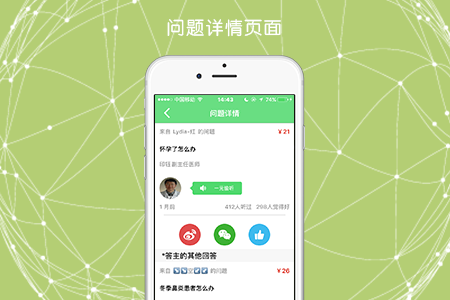 问题详情页面
中国移动 14:43 74%
问题详情
来自 Lydia-红 的问题 ¥21
怀孕了怎么办
副主任医师
一元偷听
1 月前 412人听过 298人觉得好
*答主的其他回答
来自 的问题 ¥26
冬季鼻炎患者怎么办